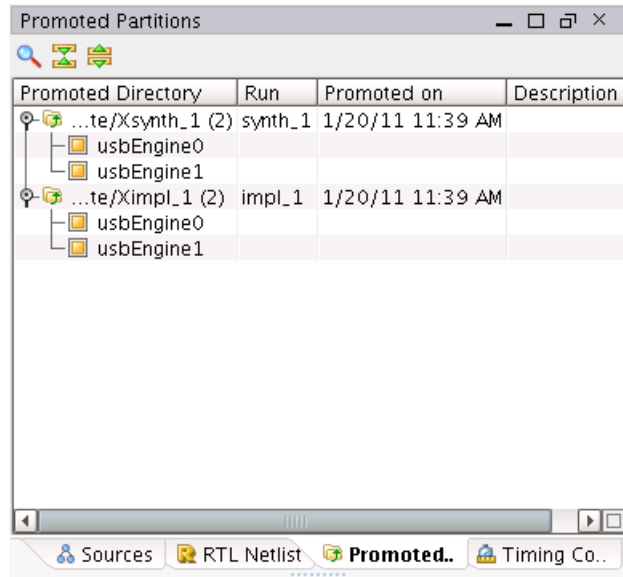 Promoted Partitions
Promoted Directory Run Promoted on Description
...te/Xsynth_1 (2) synth_1 1/20/11 11:39 AM
usbEngine0
usbEngine1
...te/Ximpl_1 (2) impl_1 1/20/11 11:39 AM
usbEngine0
usbEngine1
Sources RTL Netlist Promoted.. Timing Co..